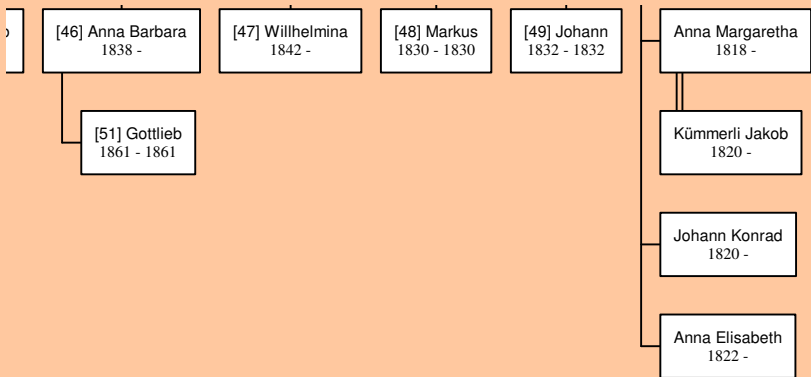 [46] Anna Barbara
1838 -
[47] Willhelmina
1842 -
[48] Markus
1830 - 1830
[49] Johann
1832 - 1832
Anna Margaretha
1818 -
[51] Gottlieb
1861 - 1861
Kümmerli Jakob
1820 -
Johann Konrad
1820 -
Anna Elisabeth
1822 -